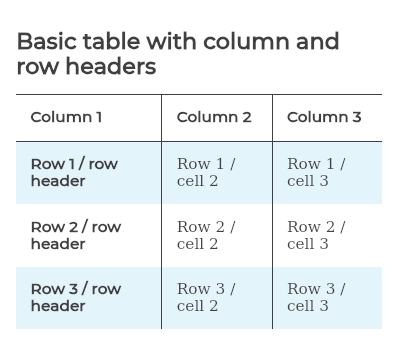 Basic table with column and
row headers
Column 1 Column 2 Column 3
Row 1 / row Row 1 / Row 1 /
header cell 2 cell 3
Row 2 / row Row 2 / Row 2 /
header cell 2 cell 3
Row 3 / row Row 3 / Row 3 /
header cell 2 cell 3